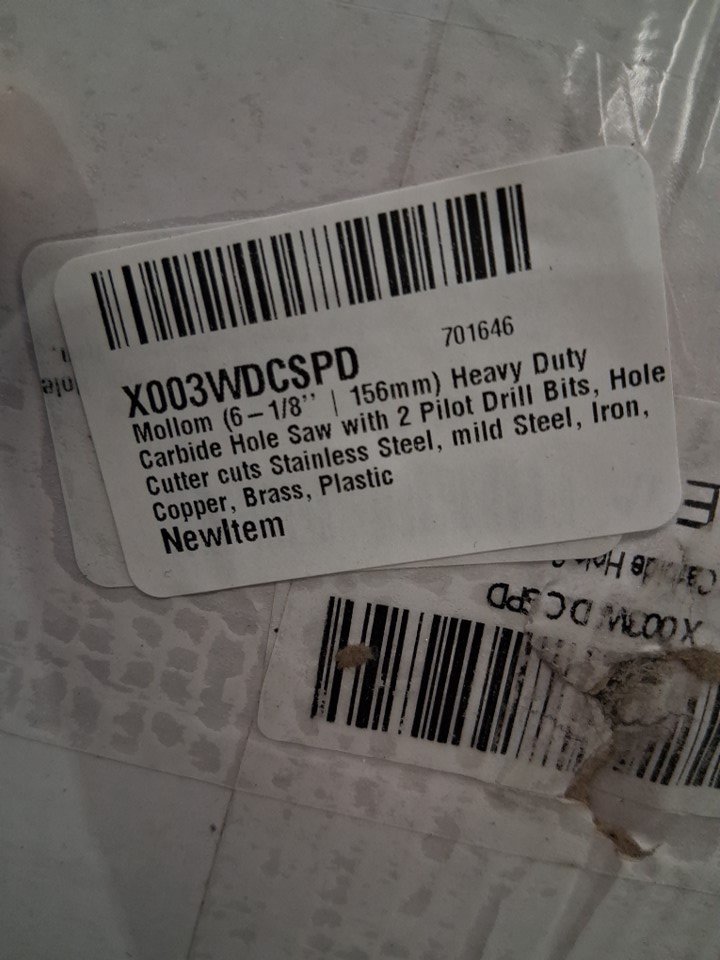 701646
X003WDCSPD
Mollom (6–1/8’’ | 156mm) Heavy Duty
Carbide Hole Saw with 2 Pilot Drill Bits, Hole
Cutter cuts Stainless Steel, mild Steel, Iron,
Copper, Brass, Plastic
NewItem
X003WDCSPD